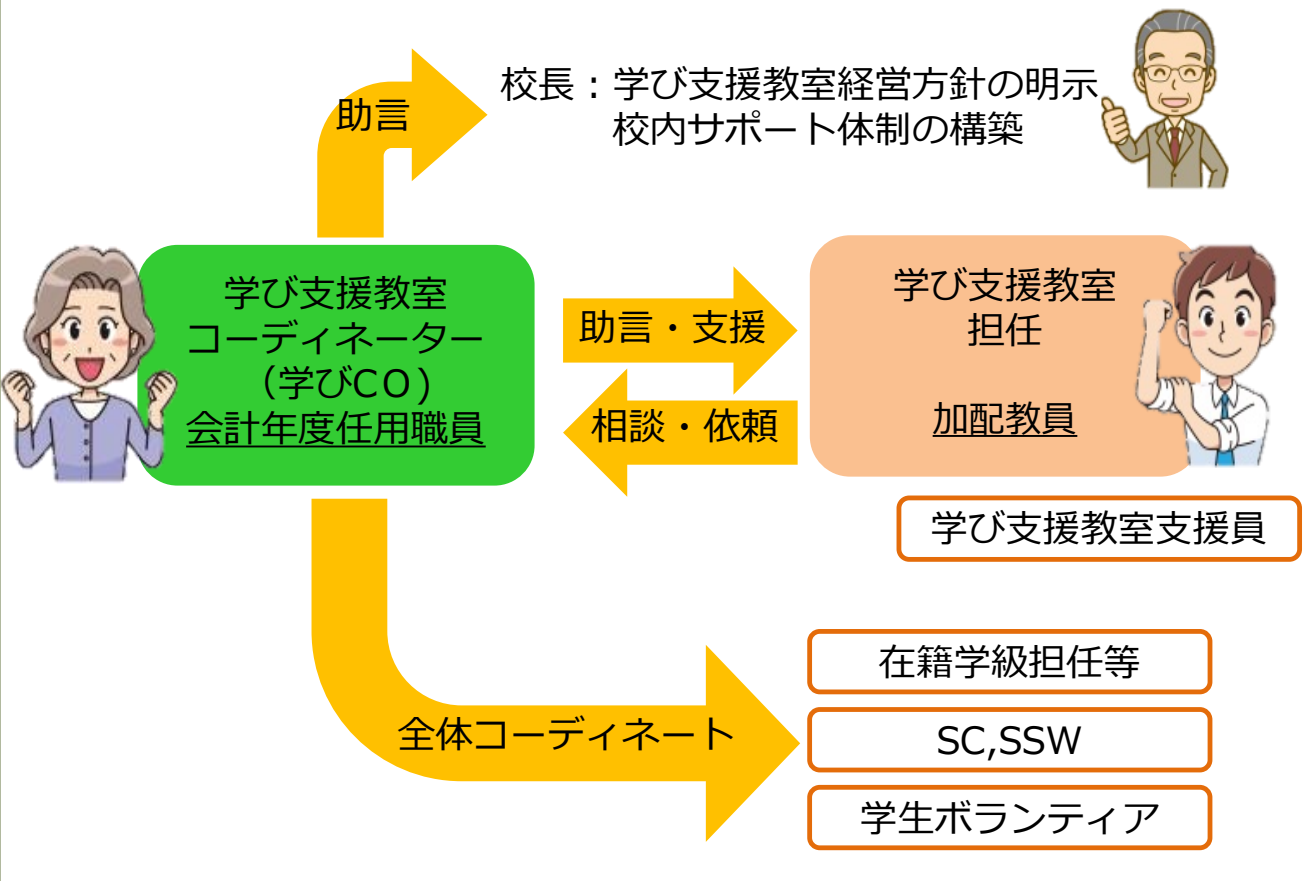 助言
校長：学び支援教室経営方針の明示
校内サポート体制の構築
学び支援教室
コーディネーター
（学びCO）
会計年度任用職員
助言・支援
相談・依頼
学び支援教室
担任
加配教員
学び支援教室支援員
全体コーディネート
在籍学級担任等
SC,SSW
学生ボランティア